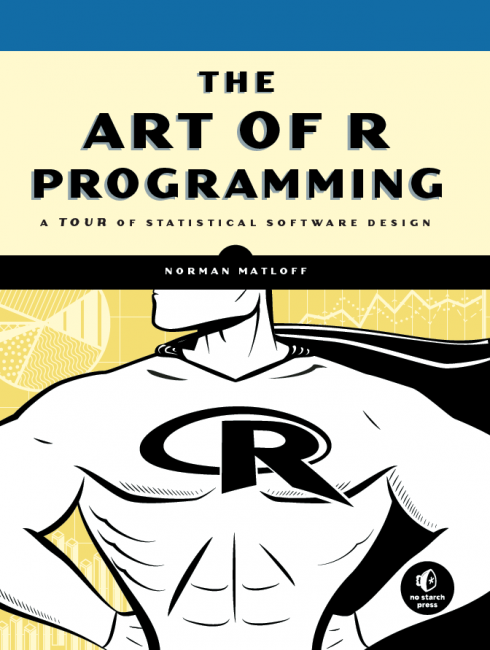 THE
ART OF R
PROGRAMMING
A TOUR OF STATISTICAL SOFTWARE DESIGN
NORMAN MATLOFF
R
no starch
press